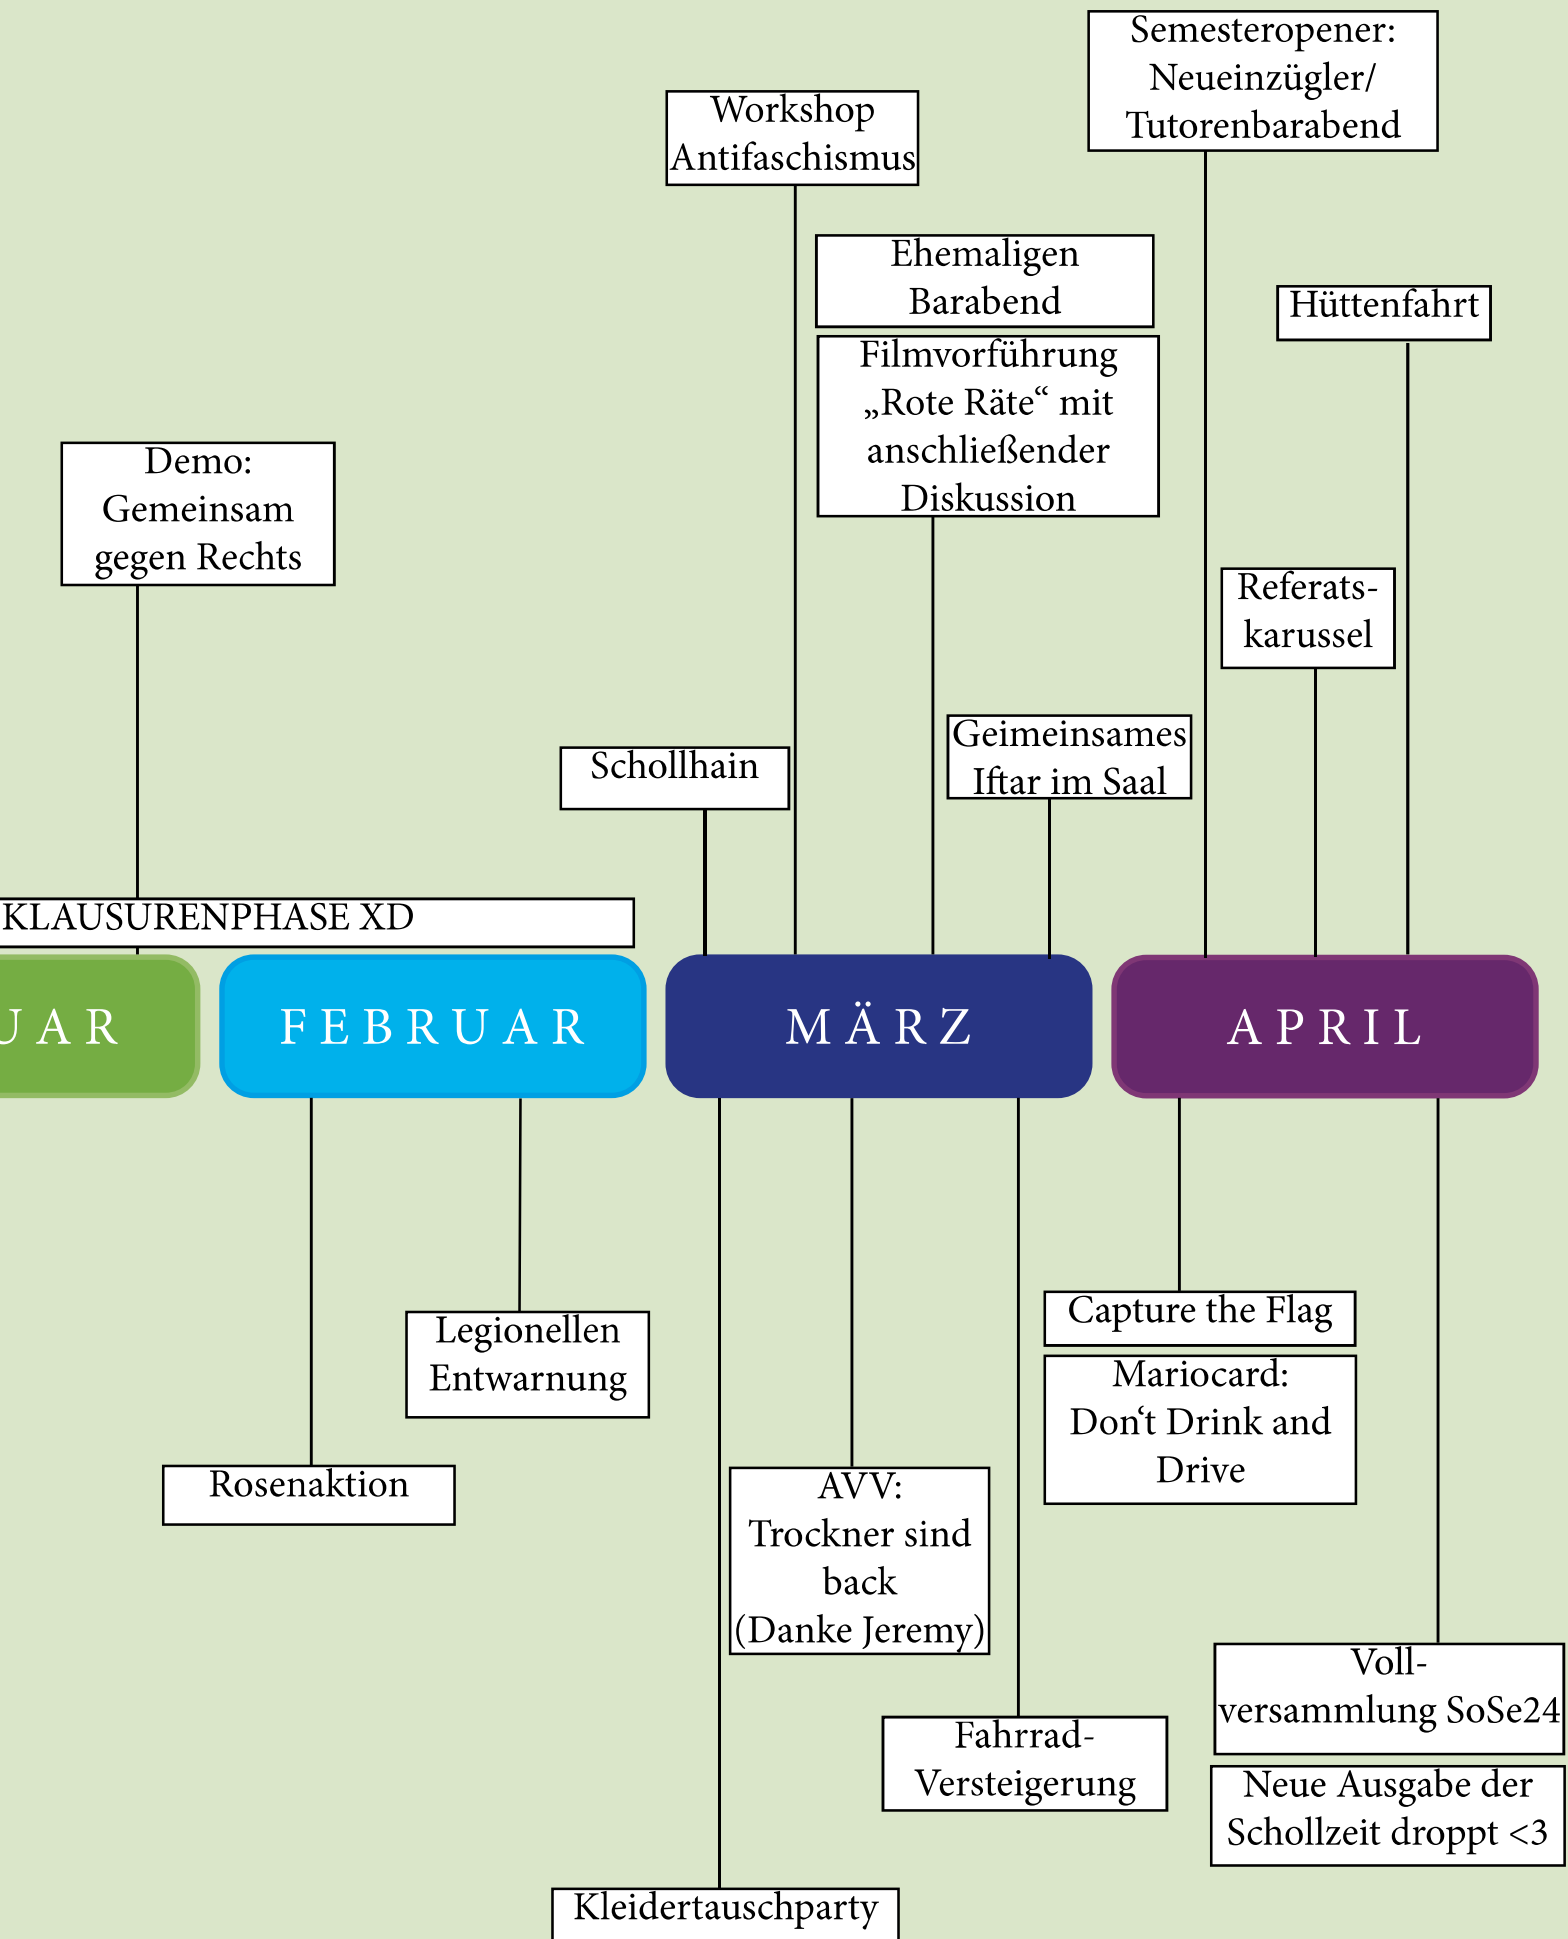 Semesteropener:
Neueinzügler/
Tutorenbarabend
Workshop
Antifaschismus
Ehemaligen
Barabend
Hüttenfahrt
Filmvorführung
„Rote Räte“ mit
anschließender
Diskussion
Demo:
Gemeinsam
gegen Rechts
Referats-
karussel
Geimeinsames
Iftar im Saal
Schollhain
KLAUSURENPHASE XD
UAR
FEBRUAR
MÄRZ
APRIL
Capture the Flag
Legionellen
Entwarnung
Mariocard:
Don‘t Drink and
Drive
Rosenaktion
AVV:
Trockner sind
back
(Danke Jeremy)
Voll-
versammlung SoSe24
Fahrrad-
Versteigerung
Neue Ausgabe der
Schollzeit droppt <3
Kleidertauschparty